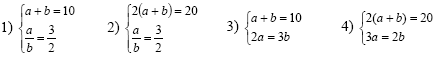 1) { a + b = 10
a/b = 3/2
2) { 2(a + b) = 20
a/b = 3/2
3) { a + b = 10
2a = 3b
4) { 2(a + b) = 20
3a = 2b